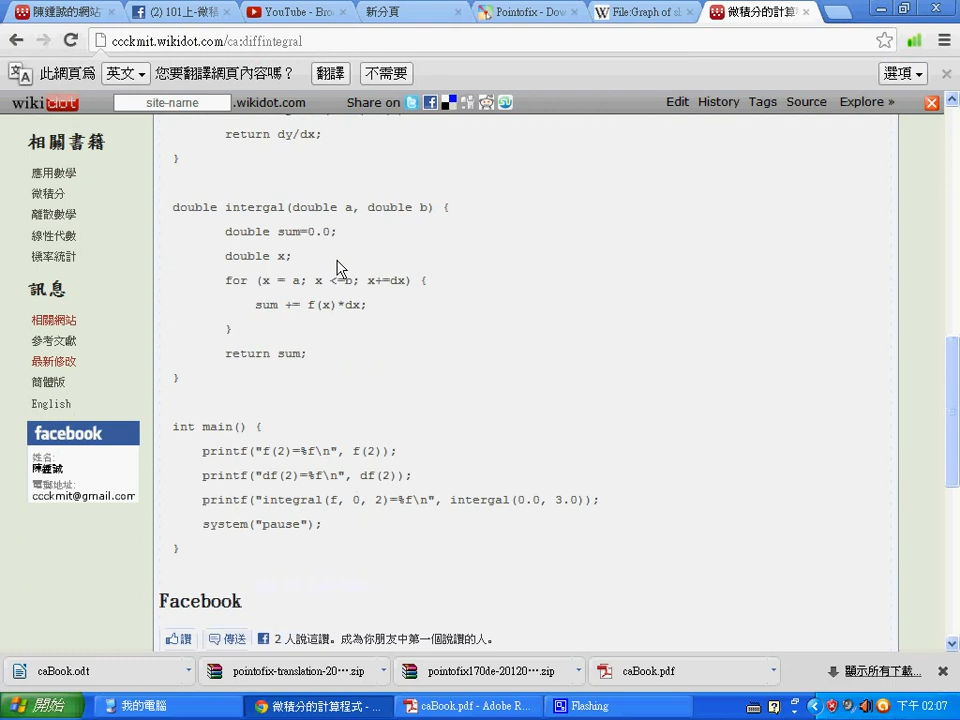 陳鍾誠的網站
(2) 101上-微積
YouTube - Bro
新分頁
Pointofix - Dow
File:Graph of sl
微積分的計算
ccckmit.wikidot.com/ca:diffintegral
此網頁為 英文 您要翻譯網頁內容嗎? 翻譯 不需要 選項
wikidot site-name .wikidot.com Share on Edit History Tags Source Explore »
相關書籍
應用數學
微積分
離散數學
線性代數
機率統計
訊息
相關網站
參考文獻
最新修改
簡體版
English
facebook
姓名:
陳鍾誠
電郵地址:
ccckmit@gmail.com
return dy/dx;
}
double intergal(double a, double b) {
double sum=0.0;
double x;
for (x = a; x <=b; x+=dx) {
sum += f(x)*dx;
}
return sum;
}
int main() {
printf("f(2)=%f\n", f(2));
printf("df(2)=%f\n", df(2));
printf("integral(f, 0, 2)=%f\n", intergal(0.0, 3.0));
system("pause");
}
Facebook
讚 傳送 2 人說這讚。成為你朋友中第一個說讚的人。
caBook.odt
pointofix-translation-20....zip
pointofix170de-20120....zip
caBook.pdf
顯示所有下載...
開始
我的電腦
微積分的計算程式 - ...
caBook.pdf - Adobe R...
Flashing
下午 02:07